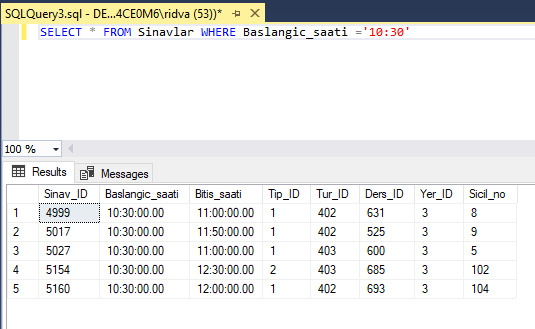 SQLQuery3.sql - DE...4CE0M6\ridva (53))*
SELECT * FROM Sinavlar WHERE Baslangic_saati ='10:30'
100 %
Results Messages
Sinav_ID Baslangic_saati Bitis_saati Tip_ID Tur_ID Ders_ID Yer_ID Sicil_no
1 4999 10:30:00.00 11:00:00.00 1 402 631 3 8
2 5017 10:30:00.00 11:50:00.00 1 402 525 3 9
3 5027 10:30:00.00 11:00:00.00 1 403 600 3 5
4 5154 10:30:00.00 12:30:00.00 2 403 685 3 102
5 5160 10:30:00.00 12:00:00.00 1 402 693 3 104